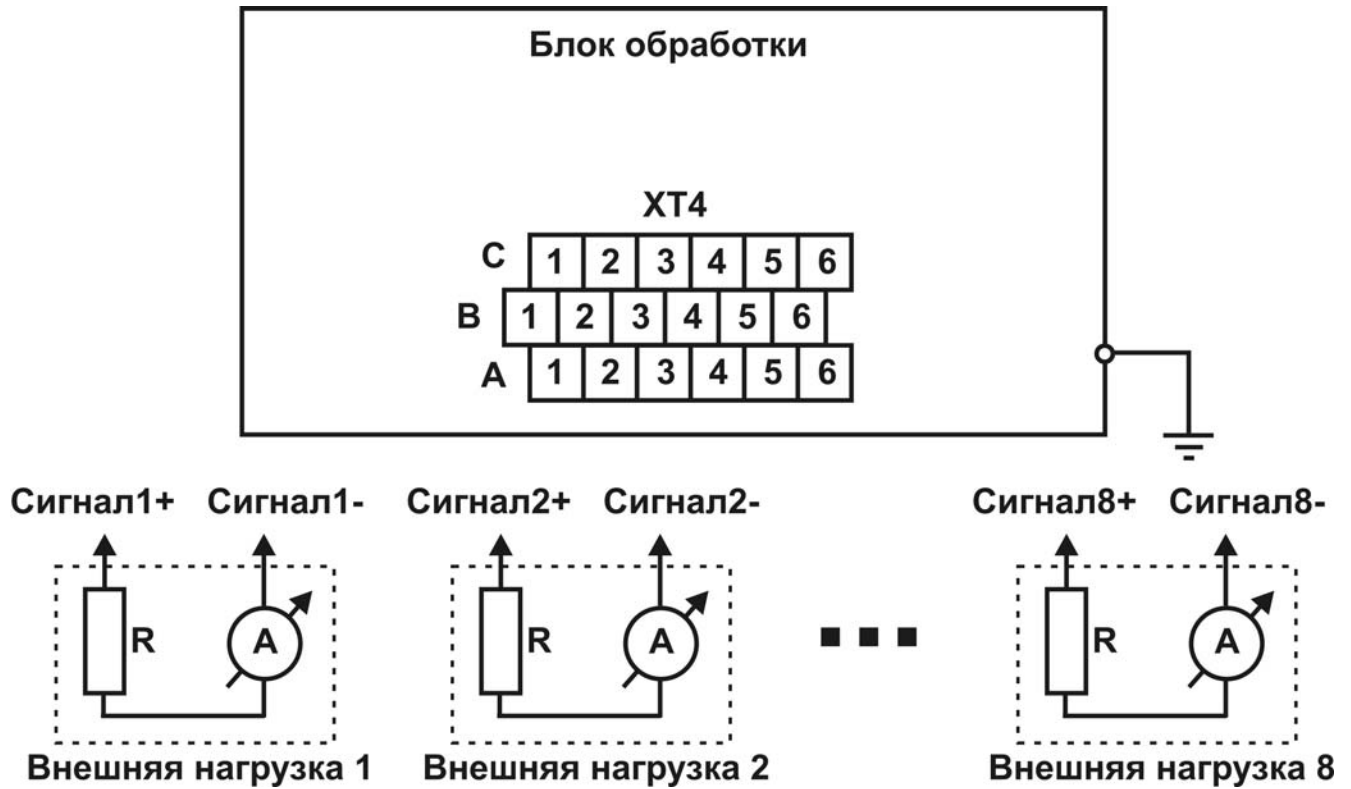 Блок обработки
XT4
C 1 2 3 4 5 6
B 1 2 3 4 5 6
A 1 2 3 4 5 6
Сигнал1+ Сигнал1- Сигнал2+ Сигнал2- Сигнал8+ Сигнал8-
R A R A R A
Внешняя нагрузка 1 Внешняя нагрузка 2 Внешняя нагрузка 8